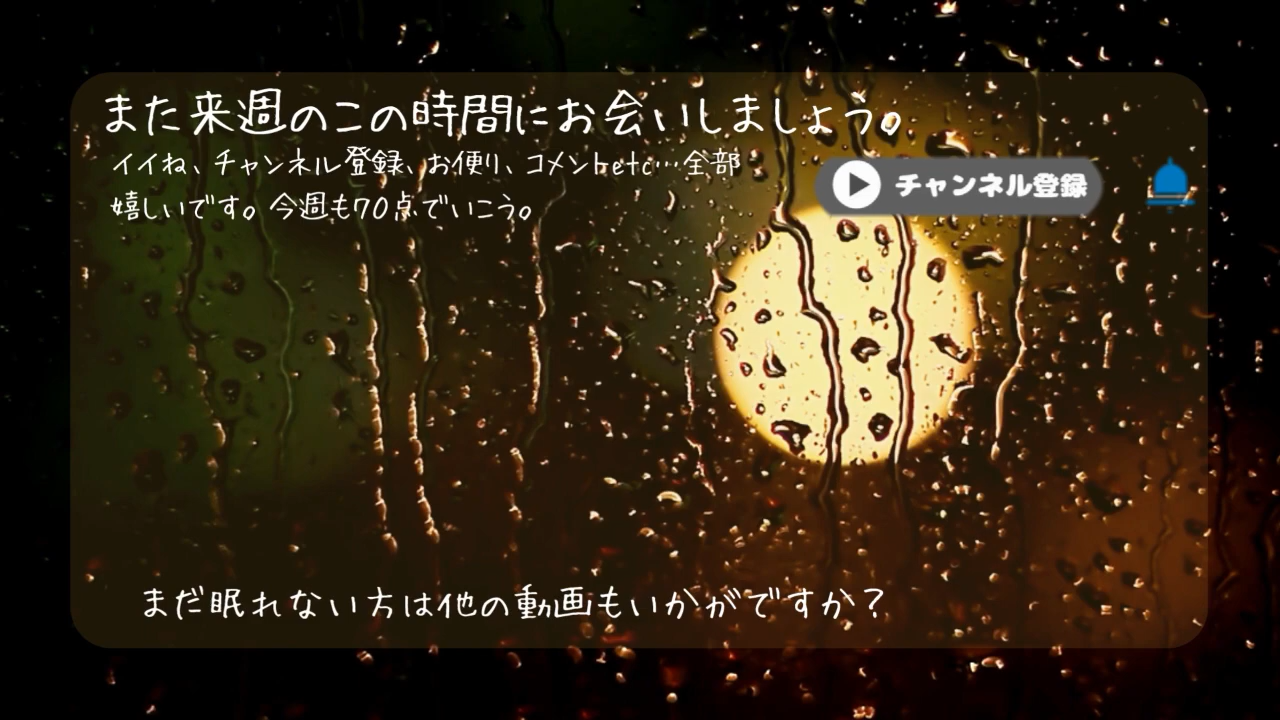 また来週のこの時間にお会いしましょう。
イイね、チャンネル登録、お便り、コメントetc…全部
嬉しいです。今週も70点でいこう。
チャンネル登録
まだ眠れない方は他の動画もいかがですか？